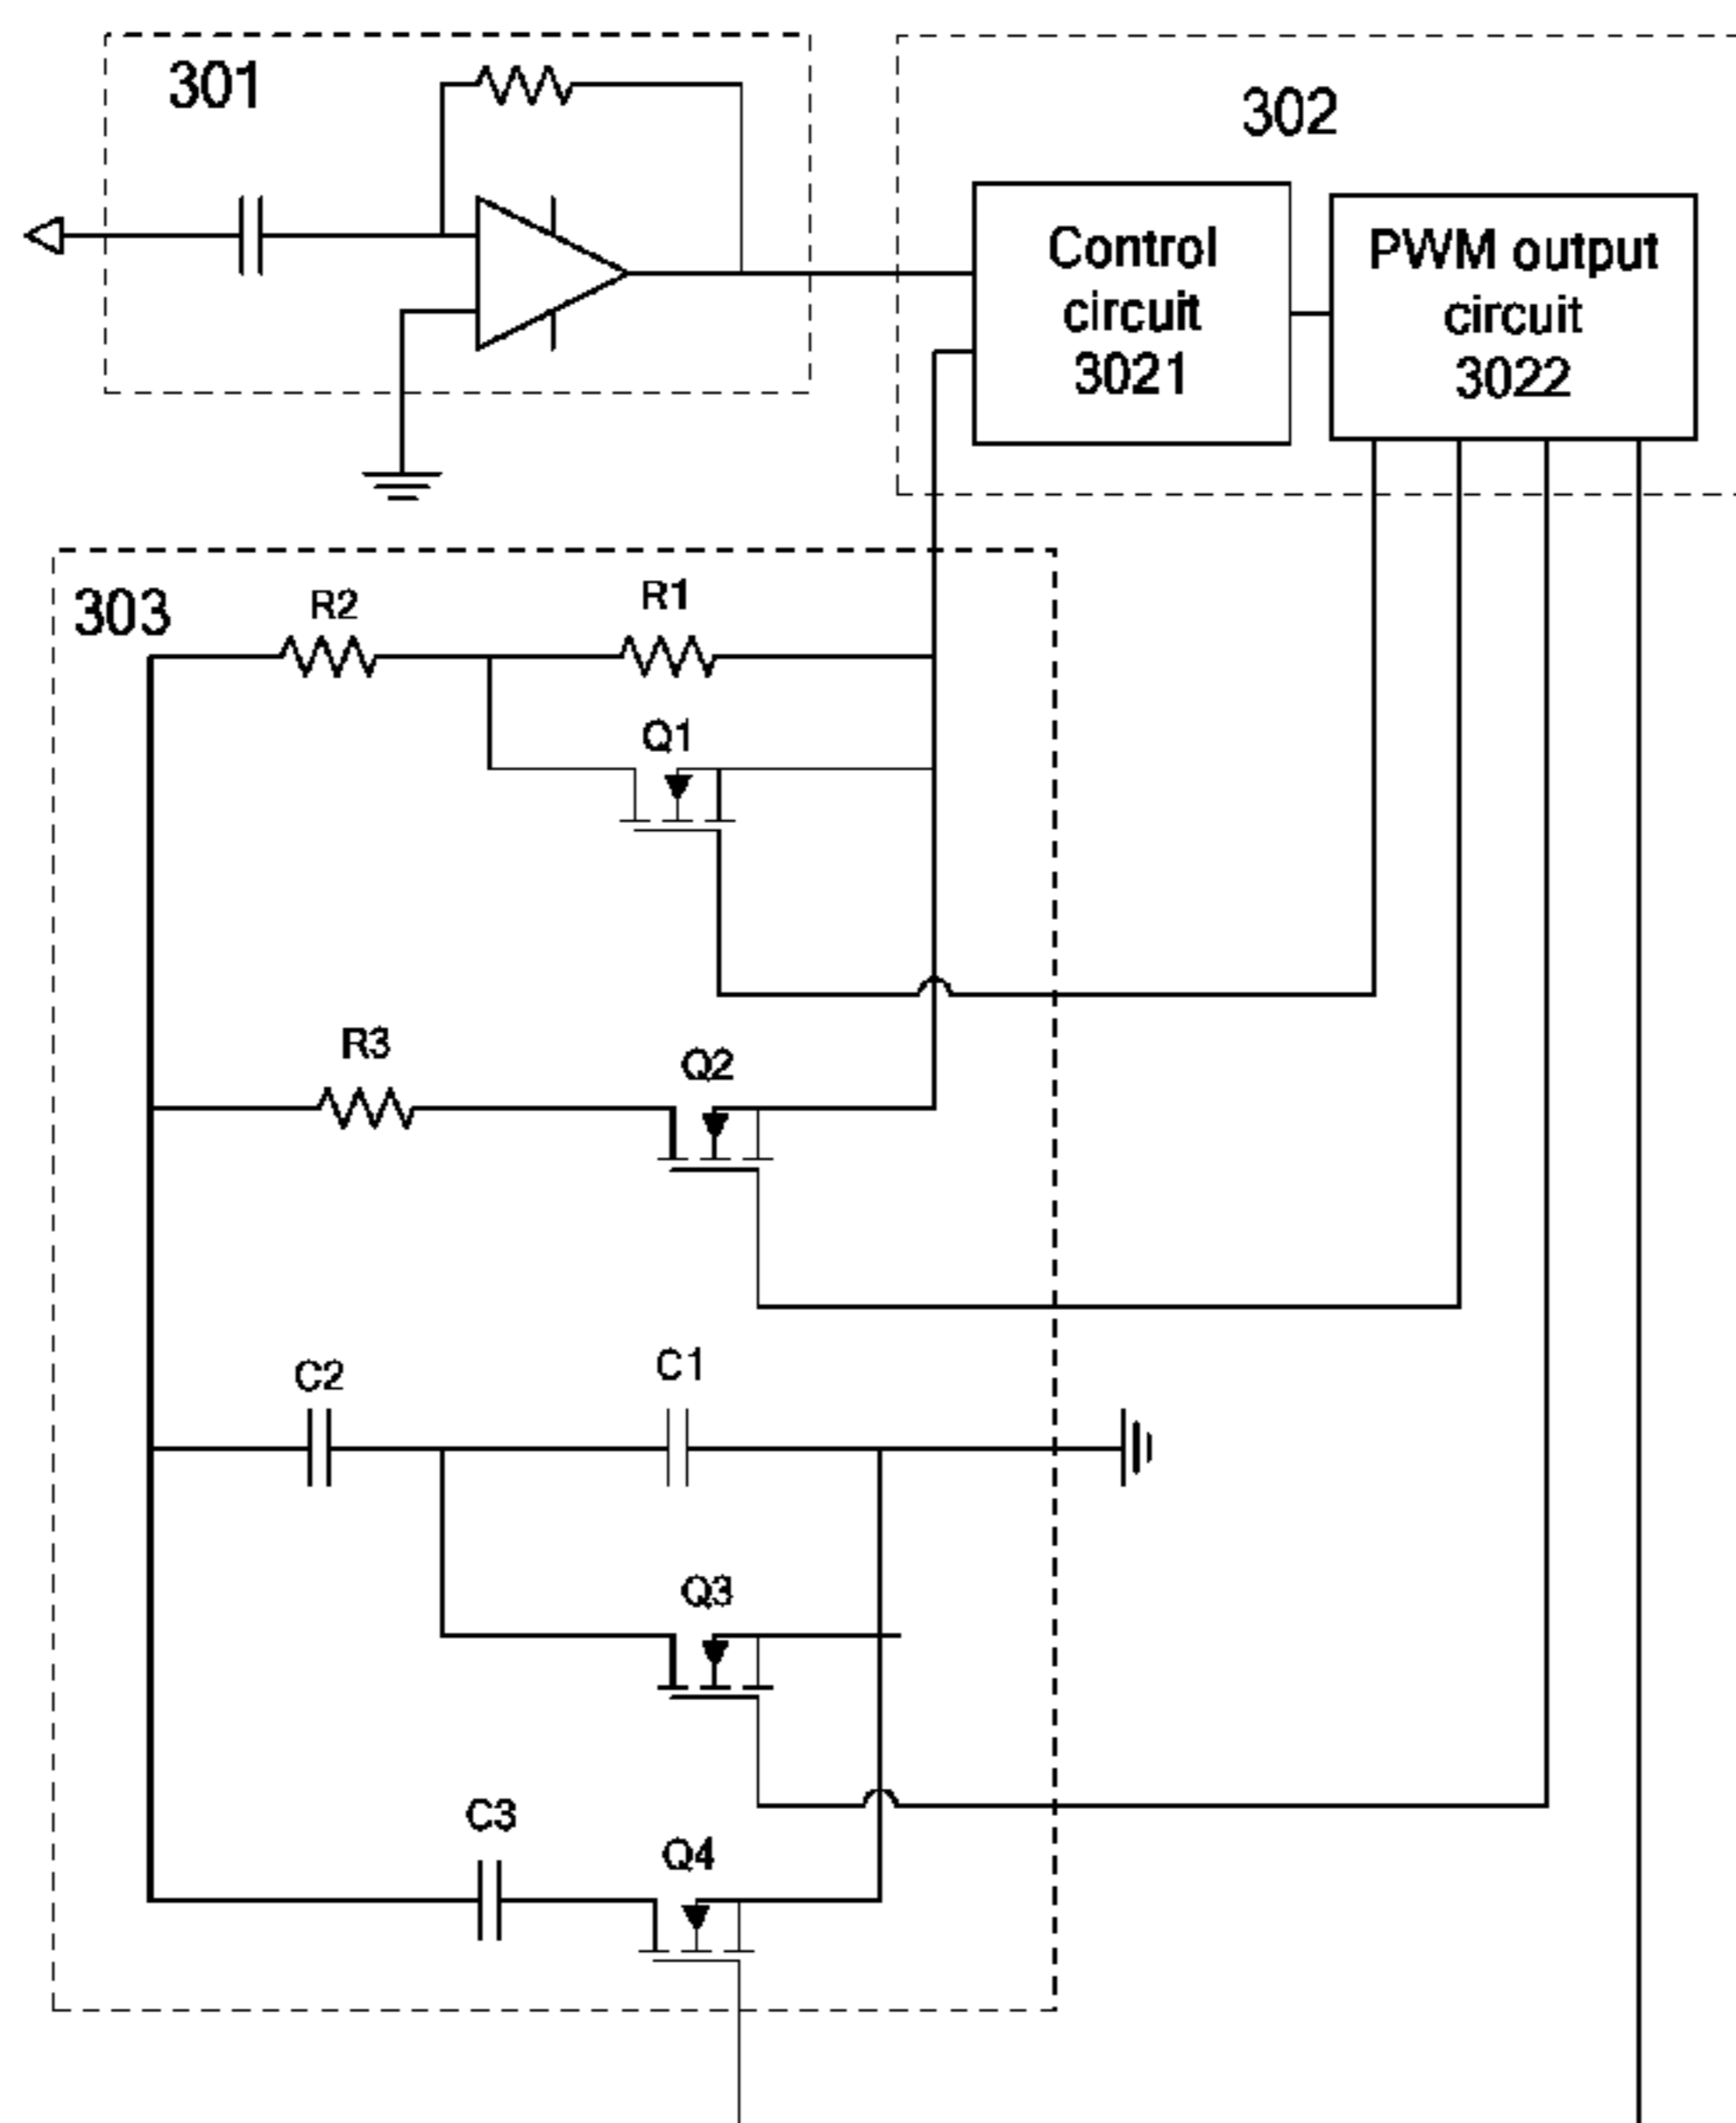 301
302
Control
circuit
3021
PWM output
circuit
3022
303
R2
R1
Q1
R3
Q2
C2
C1
Q3
C3
Q4